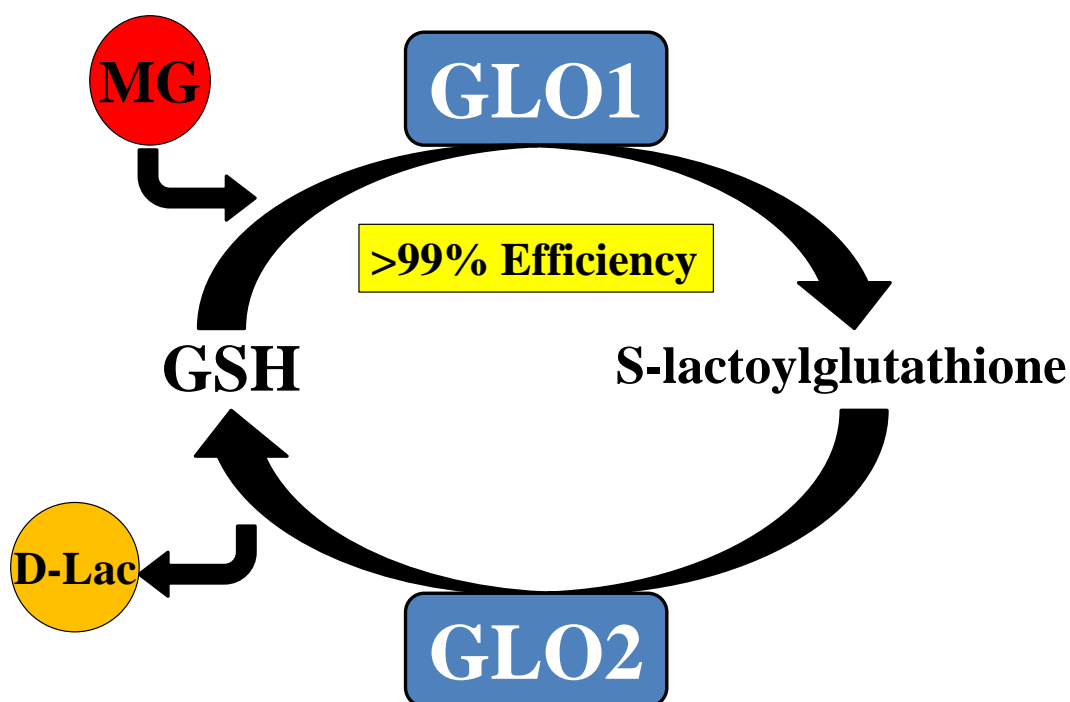 MG
GLO1
>99% Efficiency
GSH
S-lactoylglutathione
D-Lac
GLO2